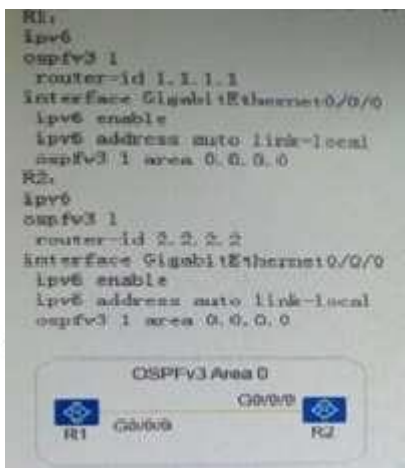 R1:
ipv6
ospfv3 1
router-id 1.1.1.1
interface GigabitEthernet0/0/0
ipv6 enable
ipv6 address auto link-local
ospfv3 1 area 0.0.0.0
R2:
ipv6
ospfv3 1
router-id 2.2.2.2
interface GigabitEthernet0/0/0
ipv6 enable
ipv6 address auto link-local
ospfv3 1 area 0.0.0.0
OSPFv3 Area 0
G0/0/0
G0/0/0
R1
R2